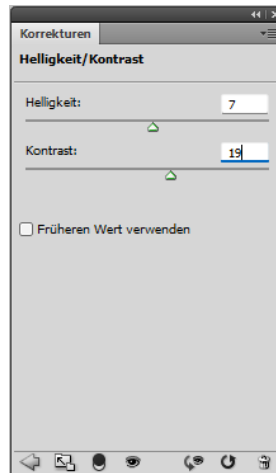 Korrekturen
Helligkeit/Kontrast
Helligkeit: 7
Kontrast: 19
Früheren Wert verwenden